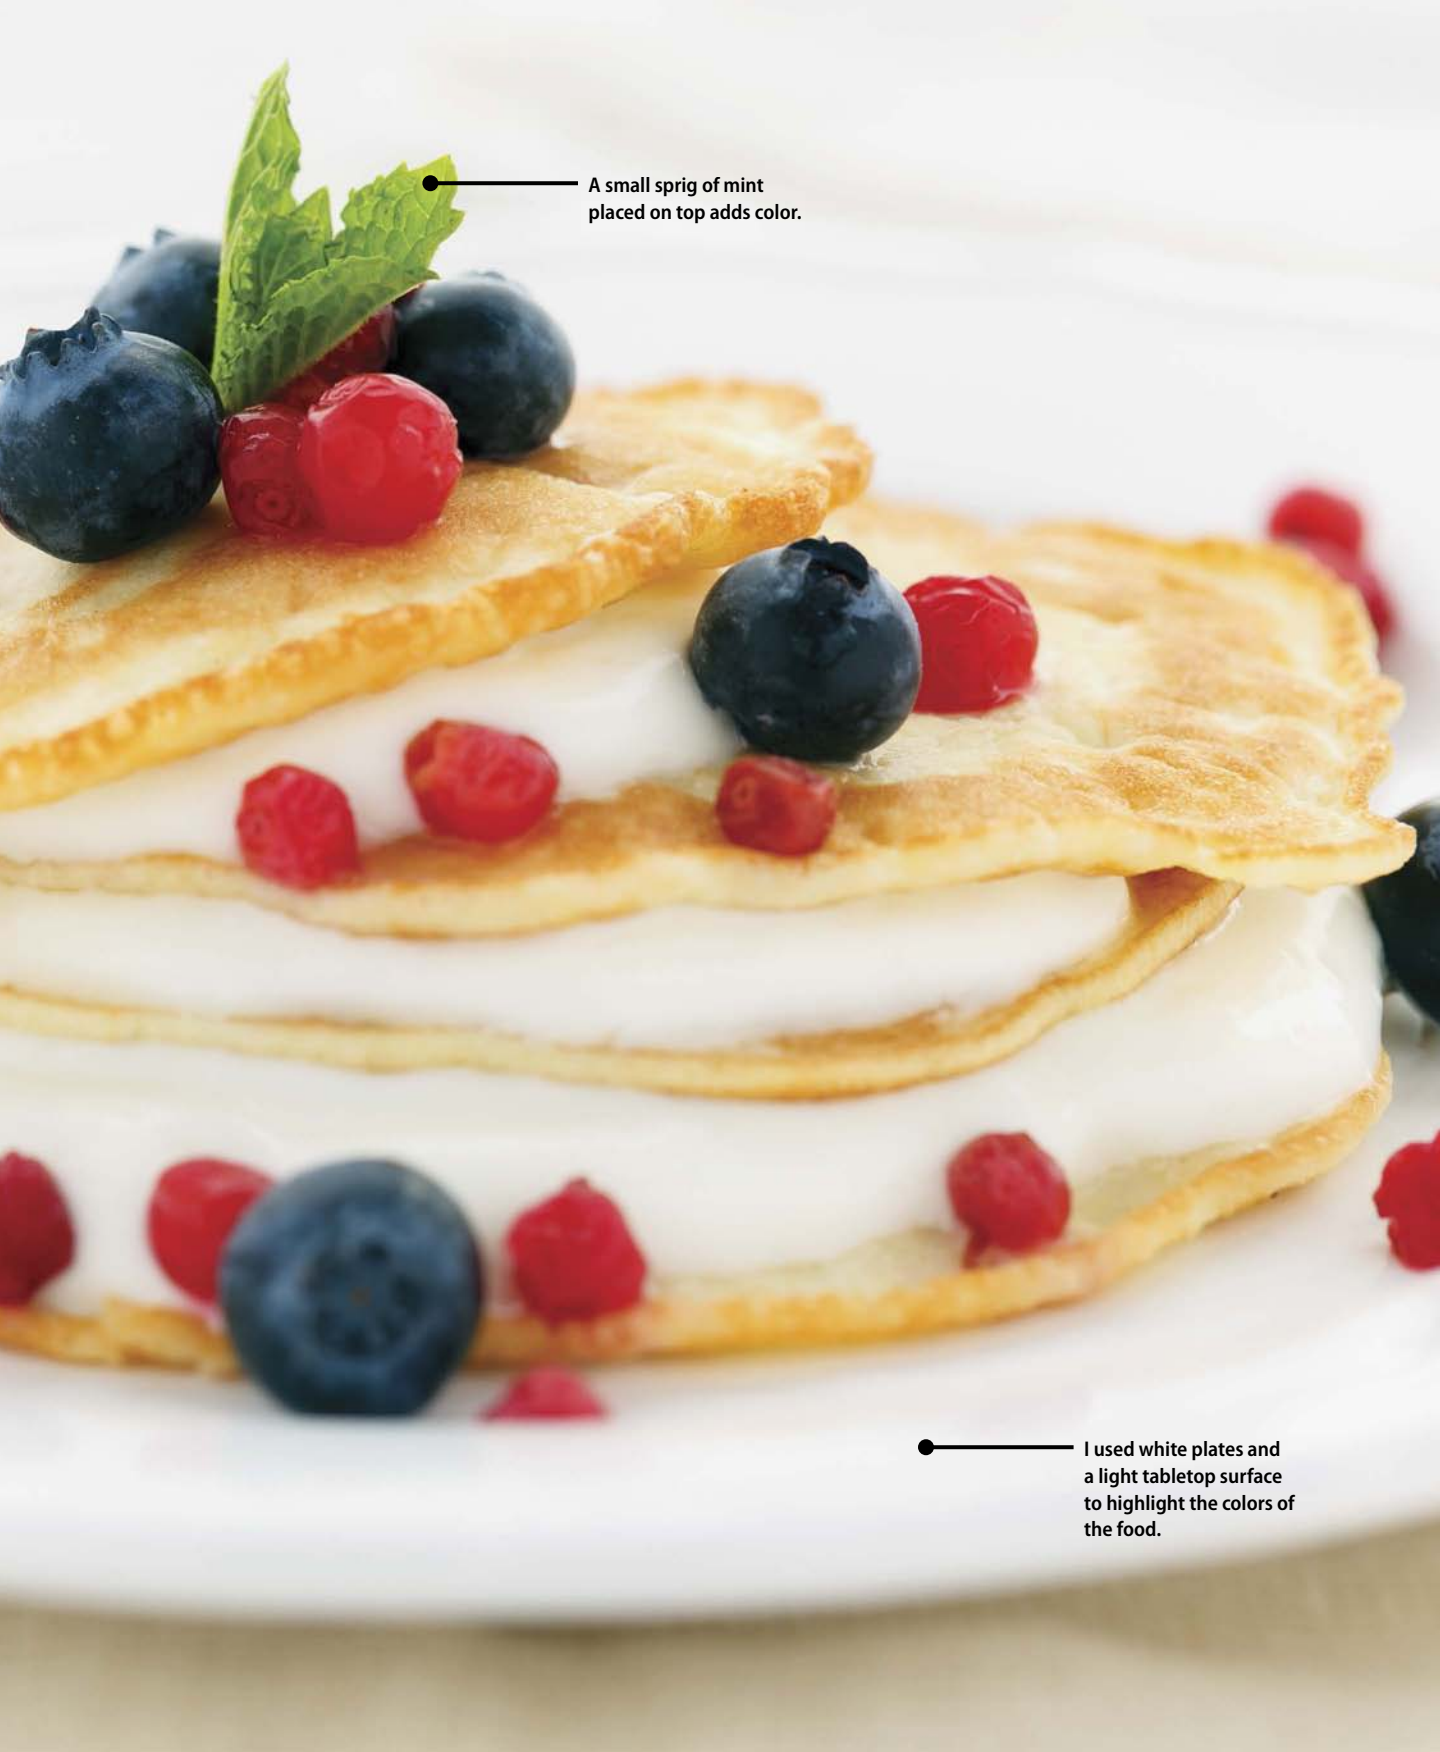 A small sprig of mint
placed on top adds color.
I used white plates and
a light tabletop surface
to highlight the colors of
the food.